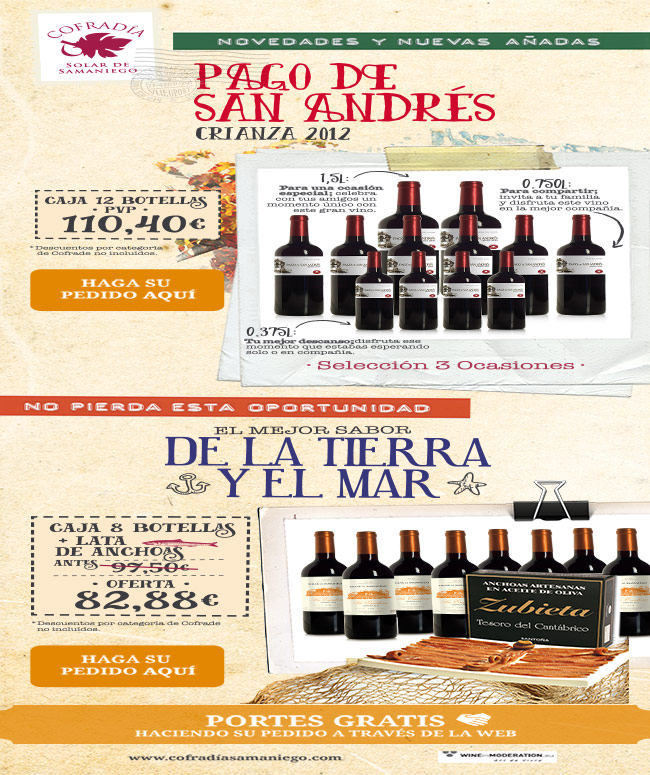 COFRADÍA
SOLAR DE
SAMANIEGO
NOVEDADES Y NUEVAS AÑADAS
PAGO DE
SAN ANDRÉS
CRIANZA 2012
CAJA 12 BOTELLAS
· PVP ·
110,40€
* Descuentos por categoría
de Cofrade no incluidos.
HAGA SU
PEDIDO AQUÍ
1,5L:
Para una ocasión
especial; celebra
con tus amigos un
momento único con
este gran vino.
0,750L:
Para compartir;
invita a tu familia
y disfruta este vino
en la mejor compañía.
0,375L:
Tu mejor descanso; disfruta ese
momento que estabas esperando
solo o en compañía.
· Selección 3 Ocasiones ·
NO PIERDA ESTA OPORTUNIDAD
EL MEJOR SABOR
DE LA TIERRA
Y EL MAR
CAJA 8 BOTELLAS
+ LATA
DE ANCHOAS
ANTES 97,50€
· OFERTA ·
82,88€
* Descuentos por categoría de Cofrade
no incluidos.
HAGA SU
PEDIDO AQUÍ
ANCHOAS ARTESANAS
EN ACEITE DE OLIVA
Zubieta
Tesoro del Cantábrico
SANTOÑA
PORTES GRATIS
HACIENDO SU PEDIDO A TRAVÉS DE LA WEB
www.cofradíasamaniego.com
WINE in MODERATION.eu
Art de Vivre